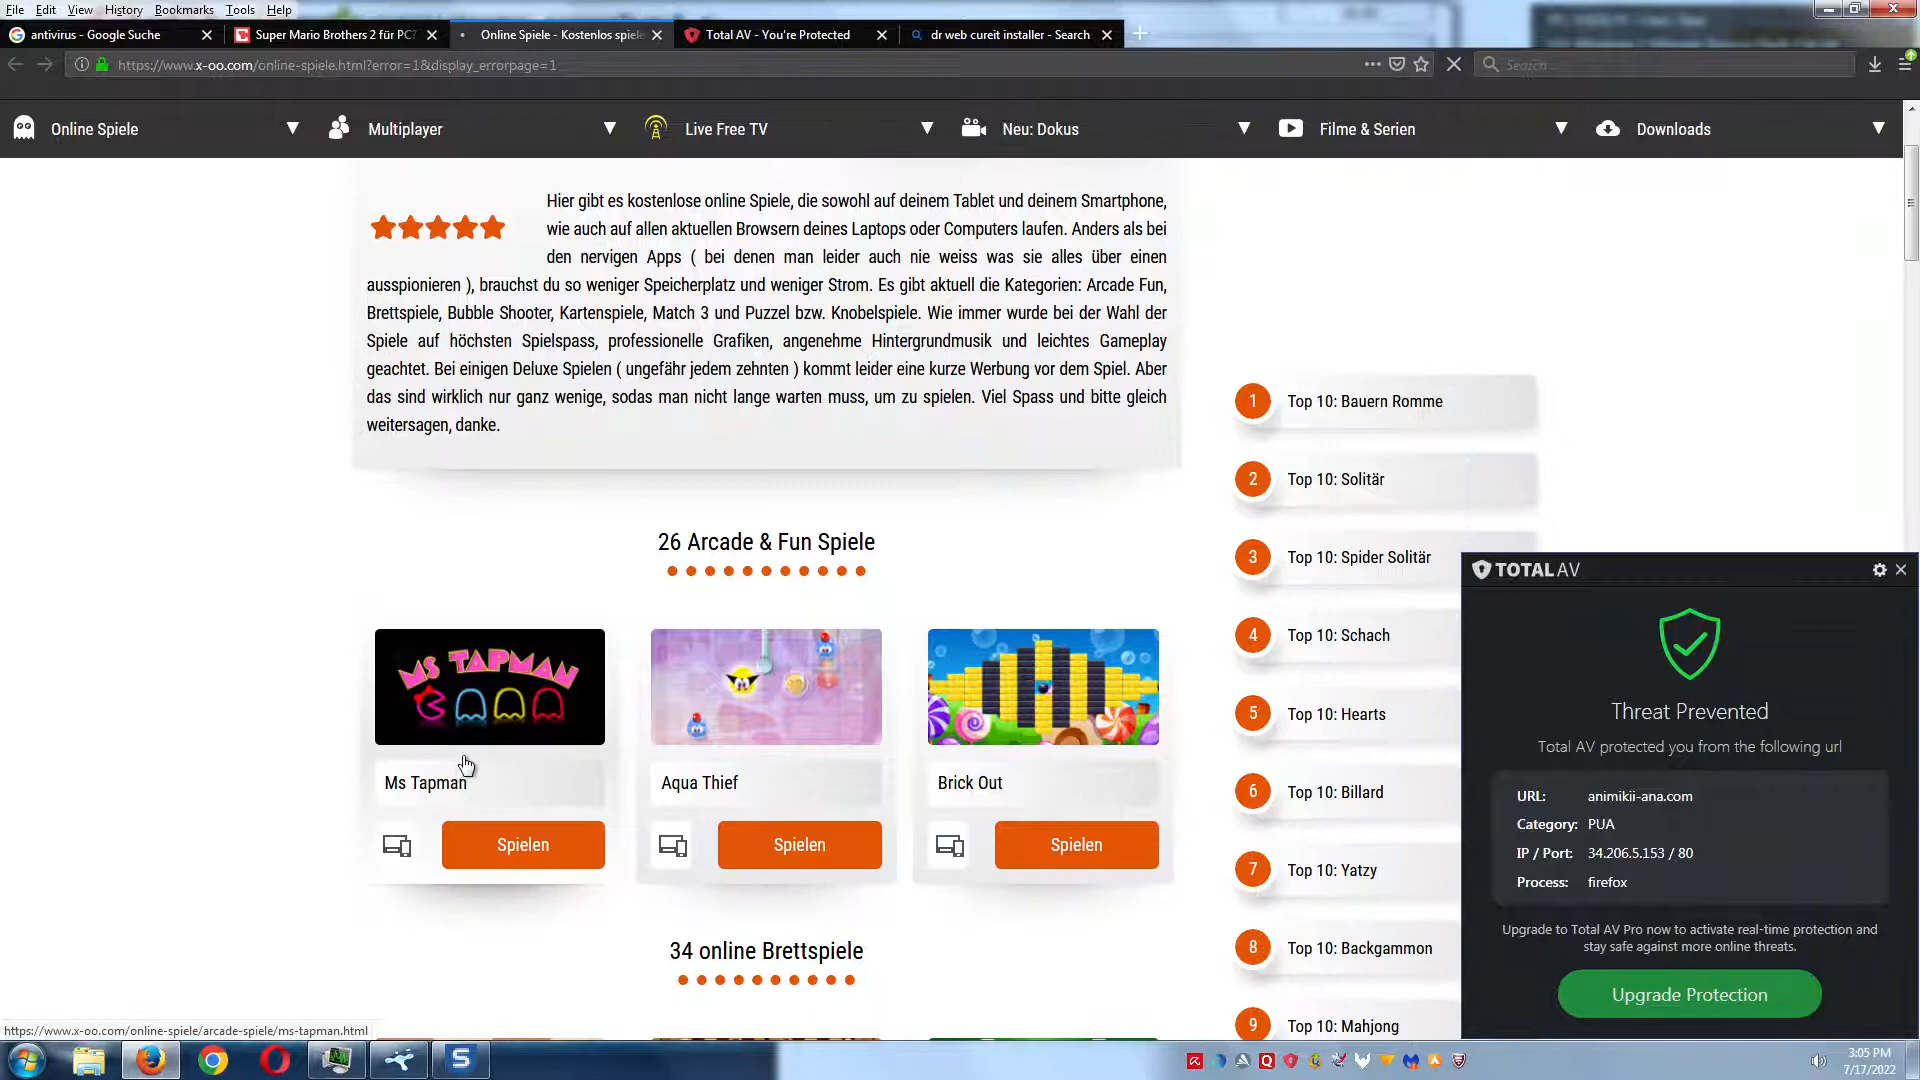 File Edit View History Bookmarks Tools Help
antivirus - Google Suche
Super Mario Brothers 2 für PC?
Online Spiele - Kostenlos spiele
Total AV - You're Protected
dr web cureit installer - Search
https://www.x-oo.com/online-spiele.html?error=1&display_errorpage=1
Search
Online Spiele
Multiplayer
Live Free TV
Neu: Dokus
Filme & Serien
Downloads
Hier gibt es kostenlose online Spiele, die sowohl auf deinem Tablet und deinem Smartphone,
wie auch auf allen aktuellen Browsern deines Laptops oder Computers laufen. Anders als bei
den nervigen Apps ( bei denen man leider auch nie weiss was sie alles über einen
ausspionieren ), brauchst du so weniger Speicherplatz und weniger Strom. Es gibt aktuell die Kategorien: Arcade Fun,
Brettspiele, Bubble Shooter, Kartenspiele, Match 3 und Puzzel bzw. Knobelspiele. Wie immer wurde bei der Wahl der
Spiele auf höchsten Spielspass, professionelle Grafiken, angenehme Hintergrundmusik und leichtes Gameplay
geachtet. Bei einigen Deluxe Spielen ( ungefähr jedem zehnten ) kommt leider eine kurze Werbung vor dem Spiel. Aber
das sind wirklich nur ganz wenige, sodas man nicht lange warten muss, um zu spielen. Viel Spass und bitte gleich
weitersagen, danke.
26 Arcade & Fun Spiele
MS TAPMAN
Ms Tapman
Spielen
Aqua Thief
Spielen
Brick Out
Spielen
34 online Brettspiele
1 Top 10: Bauern Romme
2 Top 10: Solitär
3 Top 10: Spider Solitär
4 Top 10: Schach
5 Top 10: Hearts
6 Top 10: Billard
7 Top 10: Yatzy
8 Top 10: Backgammon
9 Top 10: Mahjong
TOTAL AV
Threat Prevented
Total AV protected you from the following url
URL: animikii-ana.com
Category: PUA
IP / Port: 34.206.5.153 / 80
Process: firefox
Upgrade to Total AV Pro now to activate real-time protection and
stay safe against more online threats.
Upgrade Protection
https://www.x-oo.com/online-spiele/arcade-spiele/ms-tapman.html
3:05 PM
7/17/2022